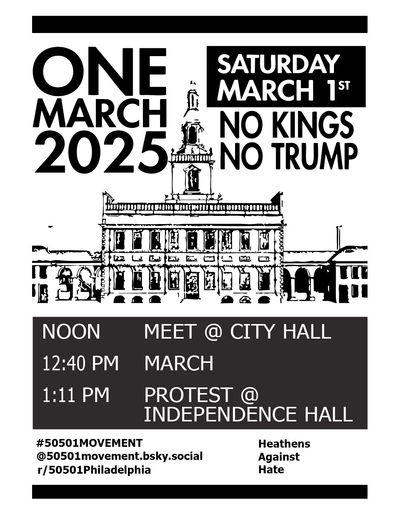 ONE
MARCH
2025
SATURDAY
MARCH 1ST
NO KINGS
NO TRUMP
NOON MEET @ CITY HALL
12:40 PM MARCH
1:11 PM PROTEST @
INDEPENDENCE HALL
#50501MOVEMENT
@50501movement.bsky.social
r/50501Philadelphia
Heathens
Against
Hate